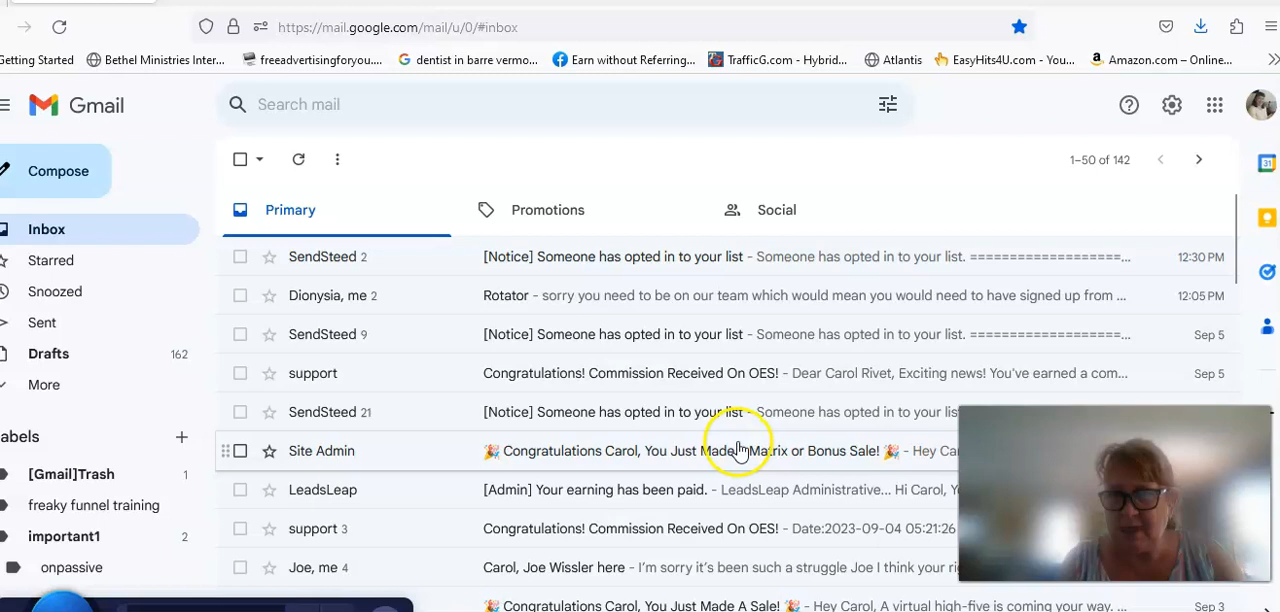 https://mail.google.com/mail/u/0/#inbox
Getting Started Bethel Ministries Inter... freeadvertisingforyou.... dentist in barre vermo... Earn without Referring... TrafficG.com - Hybrid... Atlantis EasyHits4U.com - You... Amazon.com – Online...
Gmail Search mail
Compose
1–50 of 142
31
Primary Promotions Social
Inbox
Starred
Snoozed
Sent
Drafts 162
More
Labels
[Gmail]Trash 1
freaky funnel training
important1 2
onpassive
SendSteed 2 [Notice] Someone has opted in to your list - Someone has opted in to your list. ==================... 12:30 PM
Dionysia, me 2 Rotator - sorry you need to be on our team which would mean you would need to have signed up from ... 12:05 PM
SendSteed 9 [Notice] Someone has opted in to your list - Someone has opted in to your list. ==================... Sep 5
support Congratulations! Commission Received On OES! - Dear Carol Rivet, Exciting news! You've earned a com... Sep 5
SendSteed 21 [Notice] Someone has opted in to your list - Someone has opted in to your list. ========
Site Admin 🎉 Congratulations Carol, You Just Made Matrix or Bonus Sale! 🎉 - Hey Ca
LeadsLeap [Admin] Your earning has been paid. - LeadsLeap Administrative... Hi Carol, Y
support 3 Congratulations! Commission Received On OES! - Date:2023-09-04 05:21:26
Joe, me 4 Carol, Joe Wissler here - I'm sorry it's been such a struggle Joe I think your ri
🎉 Congratulations Carol, You Just Made A Sale! 🎉 - Hey Carol, A virtual high-five is coming your way. Sep 3